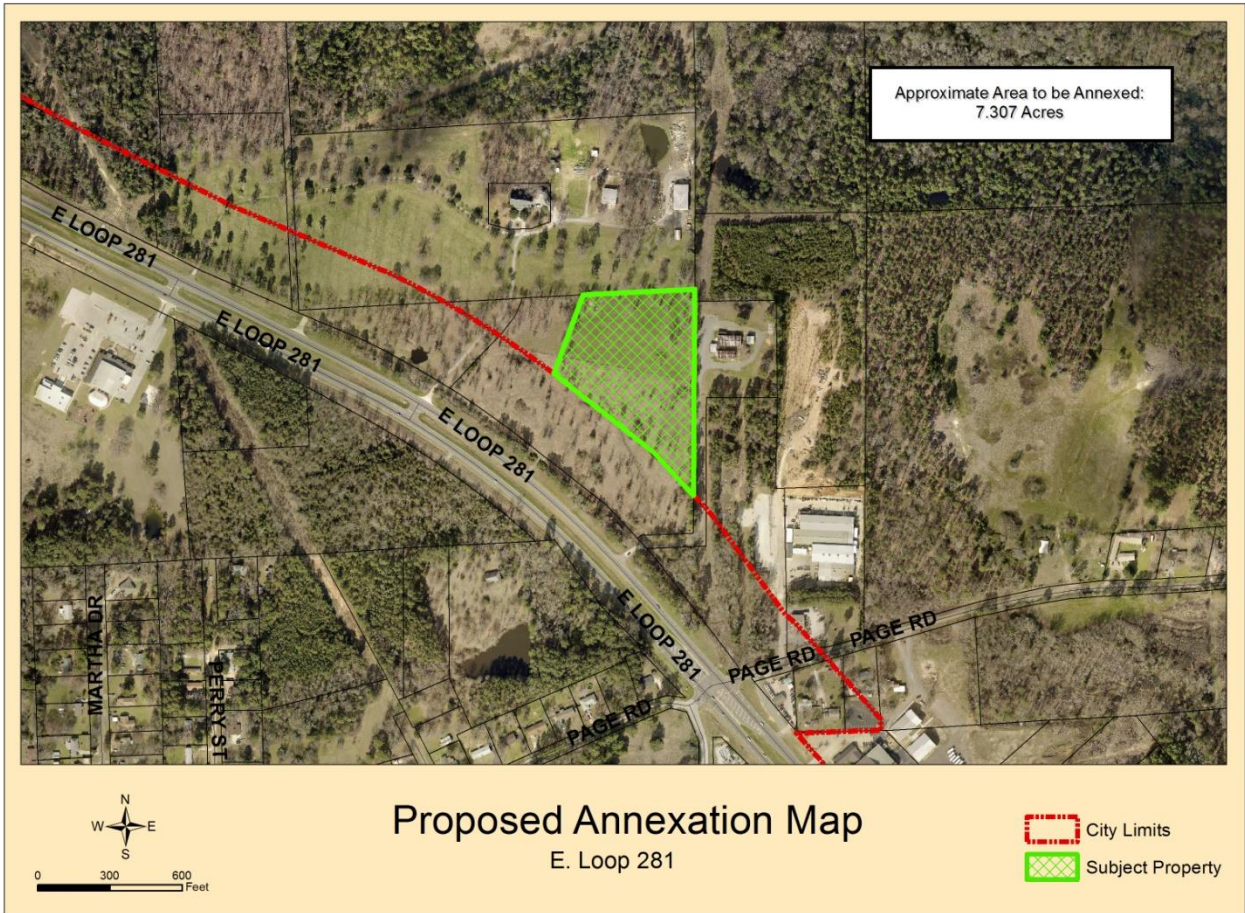 Approximate Area to be Annexed:
7.307 Acres
E LOOP 281
E LOOP 281
E LOOP 281
E LOOP 281
PAGE RD
PAGE RD
PAGE RD
MARTHA DR
PERRY ST
N
W E
S
0 300 600
Feet
Proposed Annexation Map
E. Loop 281
City Limits
Subject Property